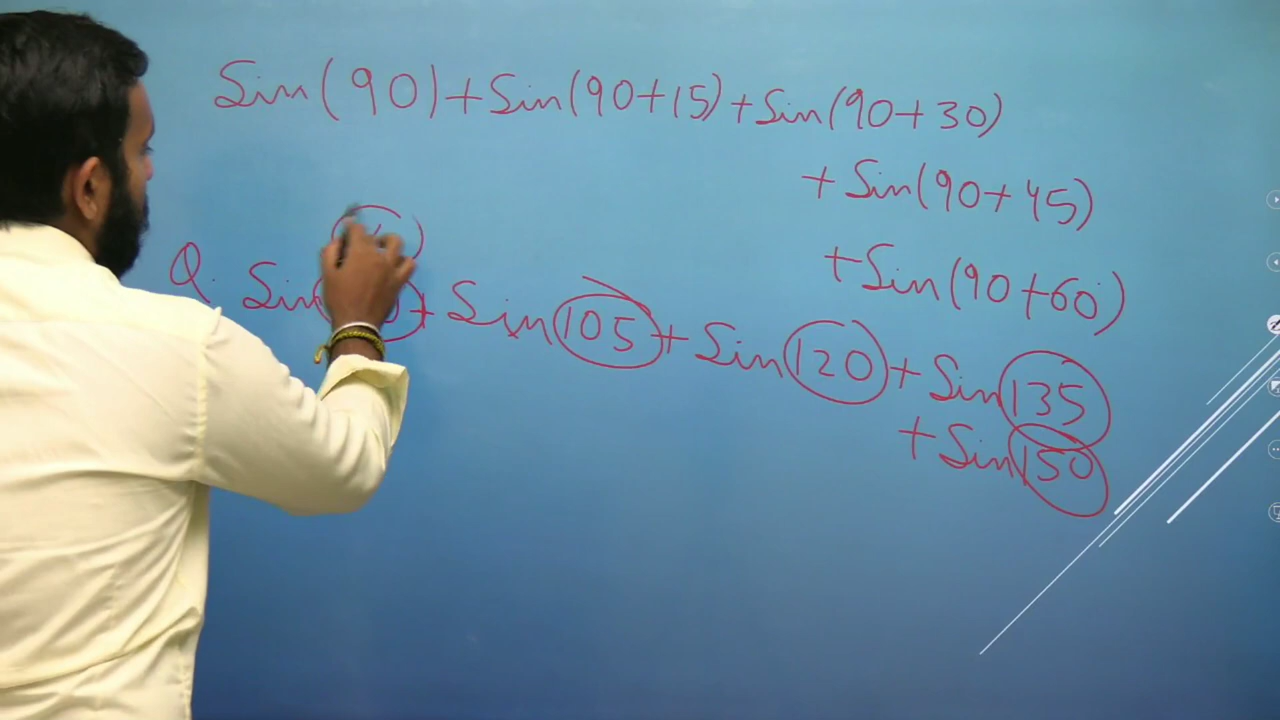 Sin(90)+Sin(90+15)+Sin(90+30)
+Sin(90+45)
+Sin(90+60)
Q. Sin + Sin 105 + Sin 120 + Sin 135
+ Sin 150